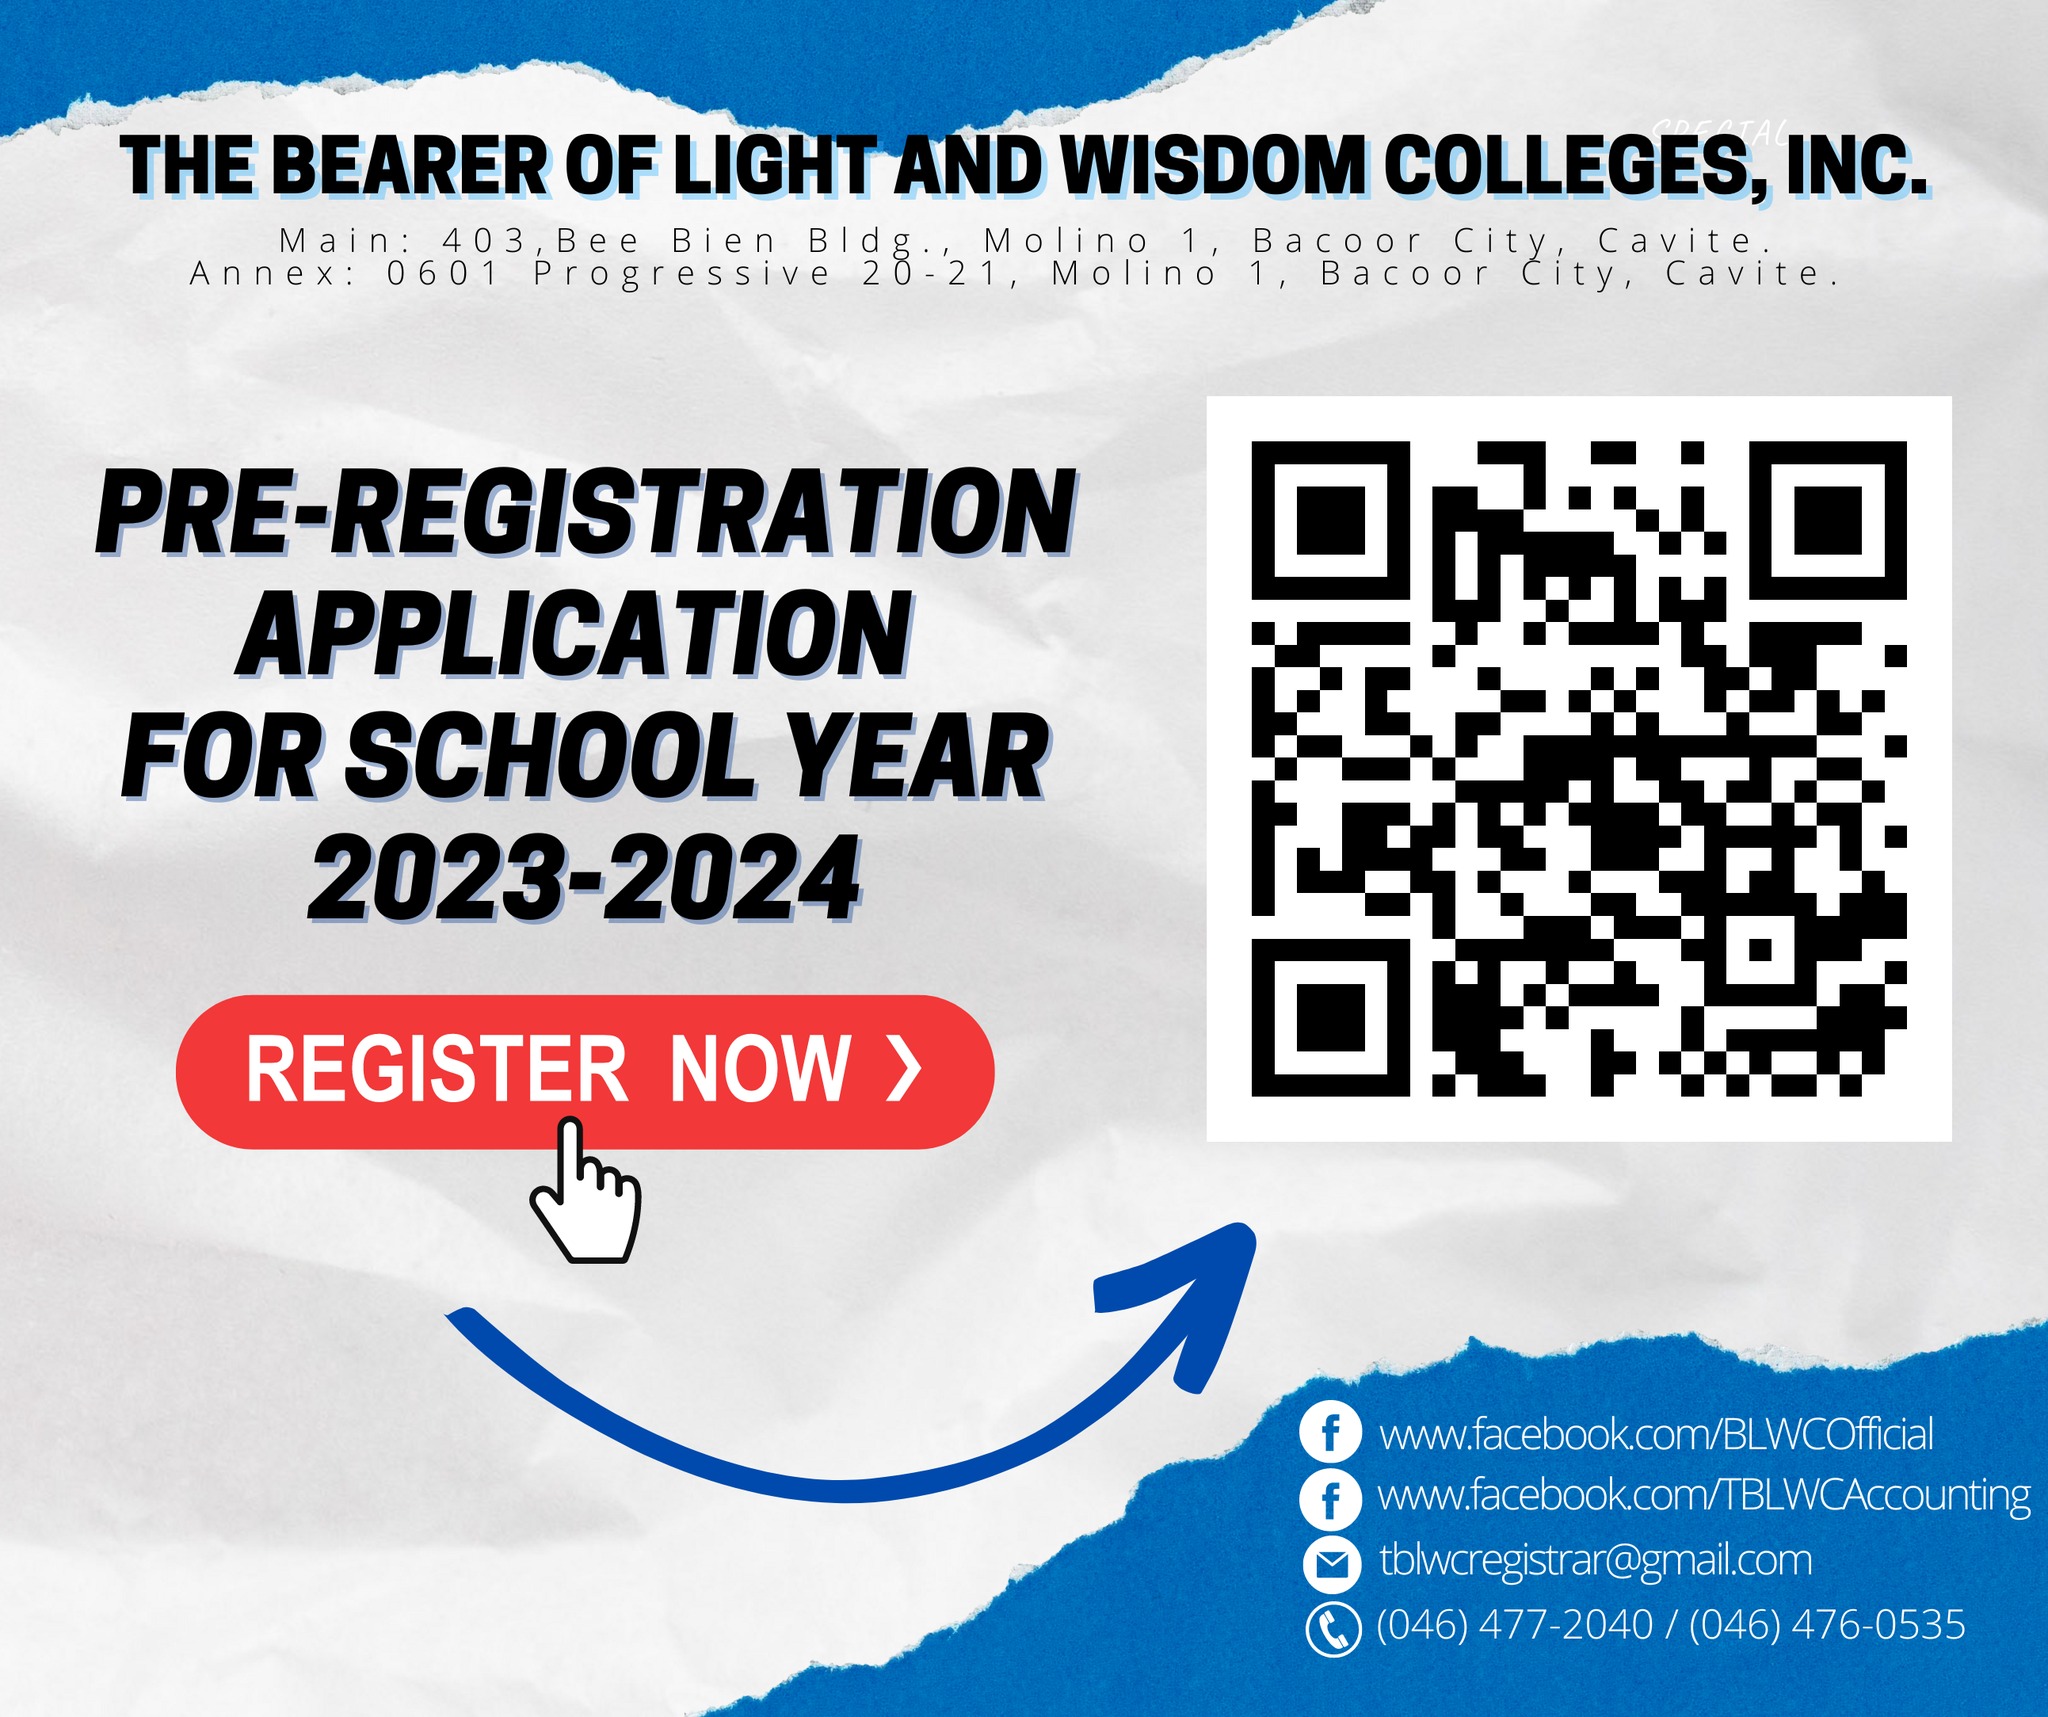 SPECIAL
THE BEARER OF LIGHT AND WISDOM COLLEGES, INC.
Main: 403,Bee Bien Bldg., Molino 1, Bacoor City, Cavite.
Annex: 0601 Progressive 20-21, Molino 1, Bacoor City, Cavite.
PRE-REGISTRATION
APPLICATION
FOR SCHOOL YEAR
2023-2024
REGISTER NOW
www.facebook.com/BLWCOfficial
www.facebook.com/TBLWCAccounting
tblwcregistrar@gmail.com
(046) 477-2040 / (046) 476-0535